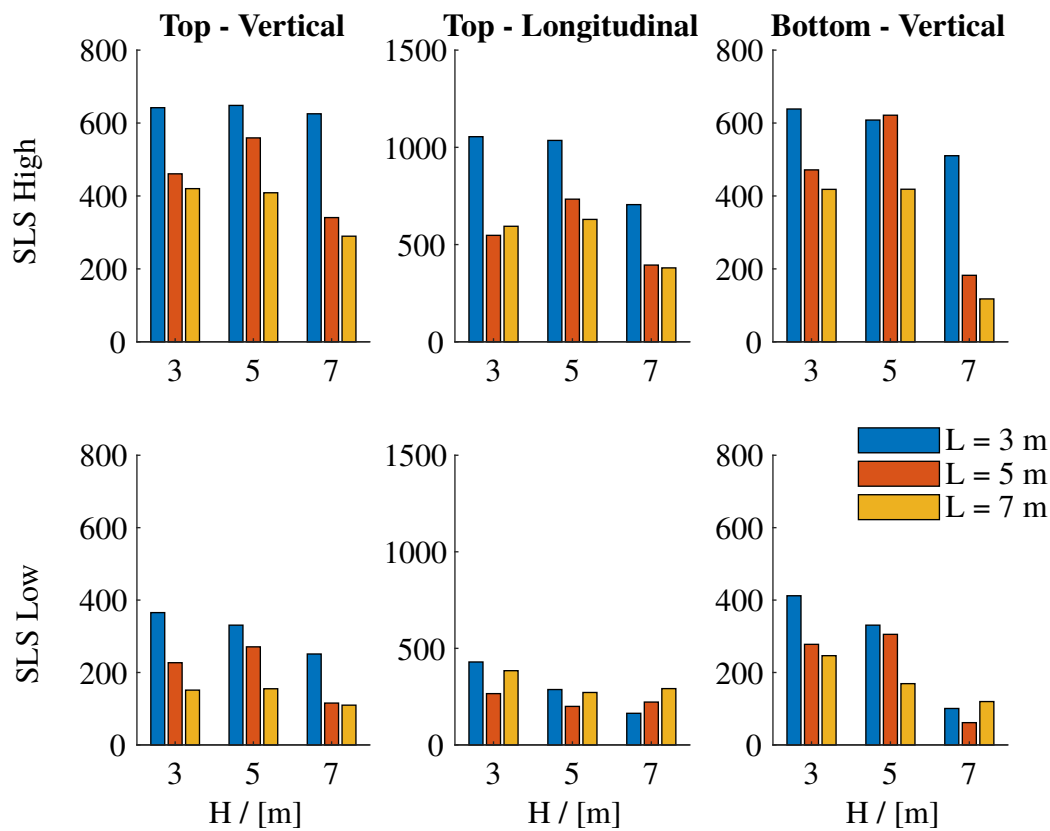 Top - Vertical
Top - Longitudinal
Bottom - Vertical
SLS High
800
600
400
200
0
3 5 7
1500
1000
500
0
3 5 7
800
600
400
200
0
3 5 7
SLS Low
800
600
400
200
0
3 5 7
H / [m]
1500
1000
500
0
3 5 7
H / [m]
800
600
400
200
0
3 5 7
H / [m]
L = 3 m
L = 5 m
L = 7 m